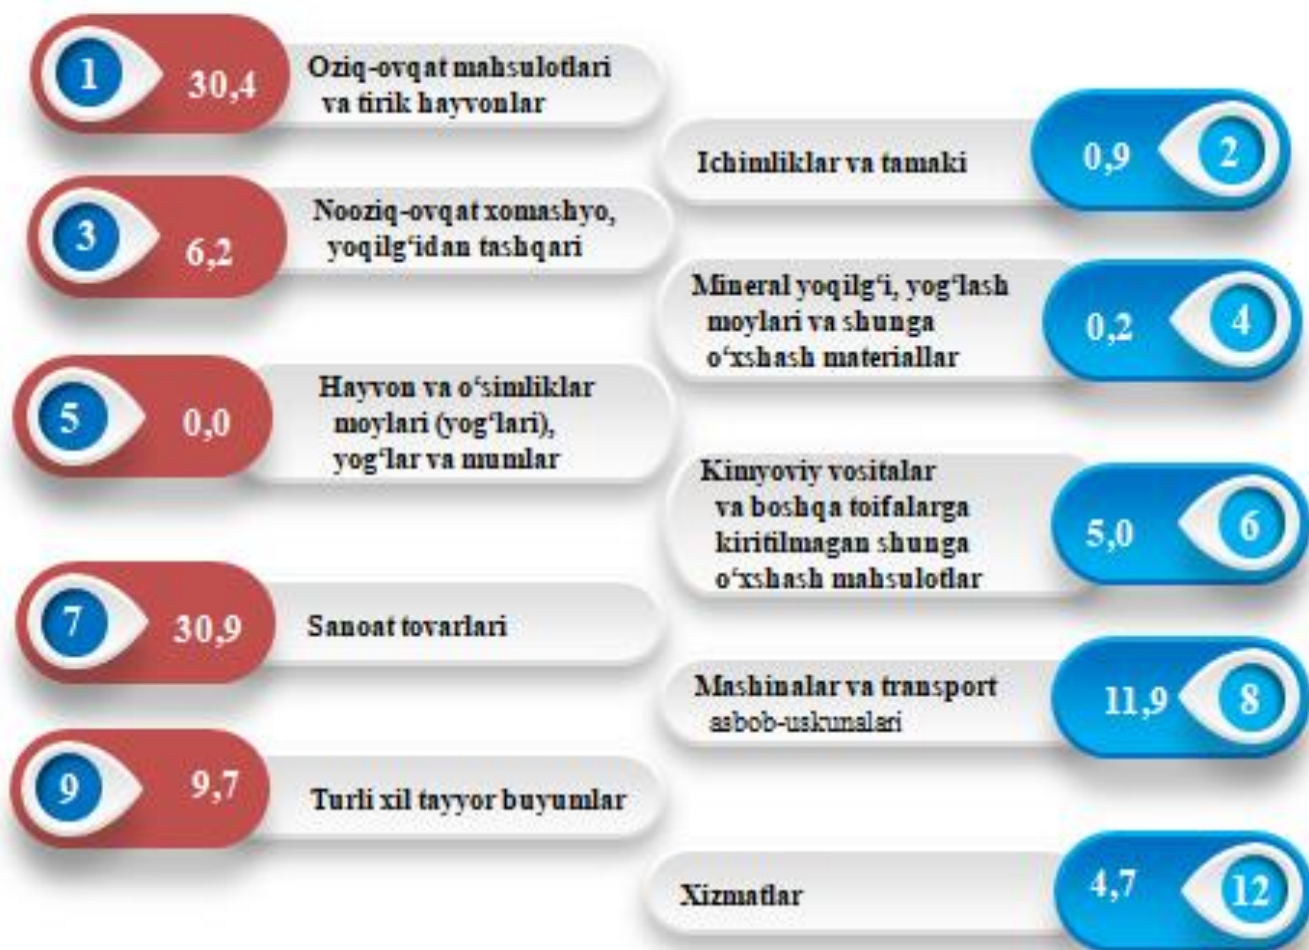 1
30,4
Oziq-ovqat mahsulotlari
va tirik hayvonlar
Ichimliklar va tamaki
0,9
2
3
6,2
Nooziq-ovqat xomashyo,
yoqilg‘idan tashqari
Mineral yoqilg‘i, yog‘lash
moylari va shunga
o‘xshash materiallar
0,2
4
5
0,0
Hayvon va o‘simliklar
moylari (yog‘lari),
yog‘lar va mumlar
Kimyoviy vositalar
va boshqa toifalarga
kiritilmagan shunga
o‘xshash mahsulotlar
5,0
6
7
30,9
Sanoat tovarlari
Mashinalar va transport
asbob-uskunalari
11,9
8
9
9,7
Turli xil tayyor buyumlar
Xizmatlar
4,7
12